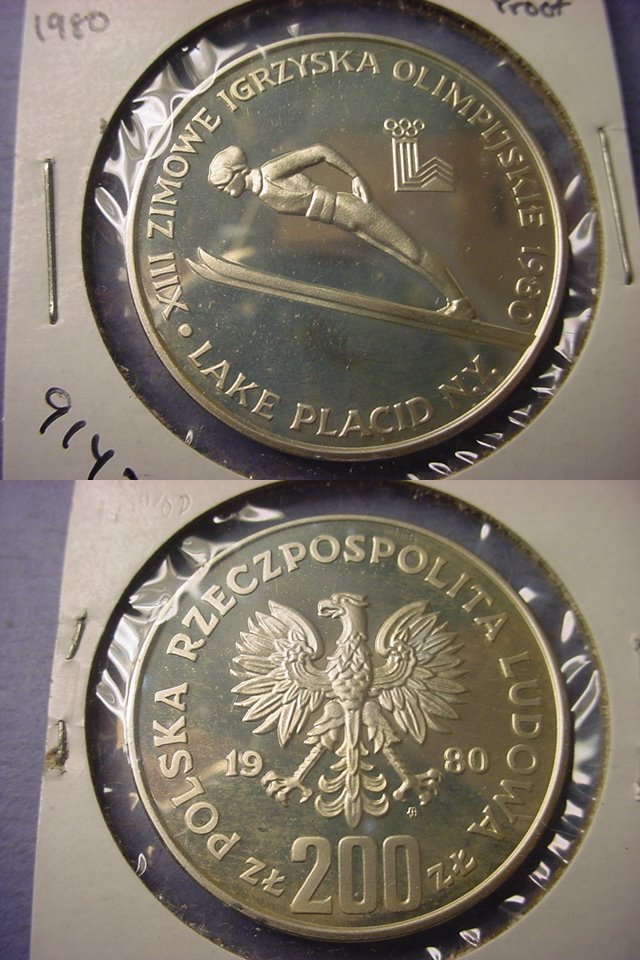 1980
Proof
XIII ZIMOWE IGRZYSKA OLIMPIJSKIE 1980
• LAKE PLACID N.Y.
POLSKA RZECZPOSPOLITA LUDOWA
19 80
ZŁ 200 ZŁ